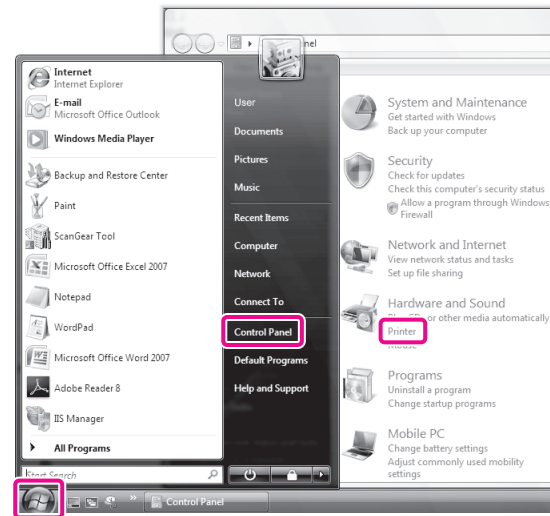 nel
Internet
Internet Explorer
E-mail
Microsoft Office Outlook
Windows Media Player
Backup and Restore Center
Paint
ScanGear Tool
Microsoft Office Excel 2007
Notepad
WordPad
Microsoft Office Word 2007
Adobe Reader 8
IIS Manager
All Programs
Start Search
User
Documents
Pictures
Music
Recent Items
Computer
Network
Connect To
Control Panel
Default Programs
Help and Support
System and Maintenance
Get started with Windows
Back up your computer
Security
Check for updates
Check this computer's security status
Allow a program through Windows
Firewall
Network and Internet
View network status and tasks
Set up file sharing
Hardware and Sound
or other media automatically
Printer
Mouse
Programs
Uninstall a program
Change startup programs
Mobile PC
Change battery settings
Adjust commonly used mobility
settings
Control Panel